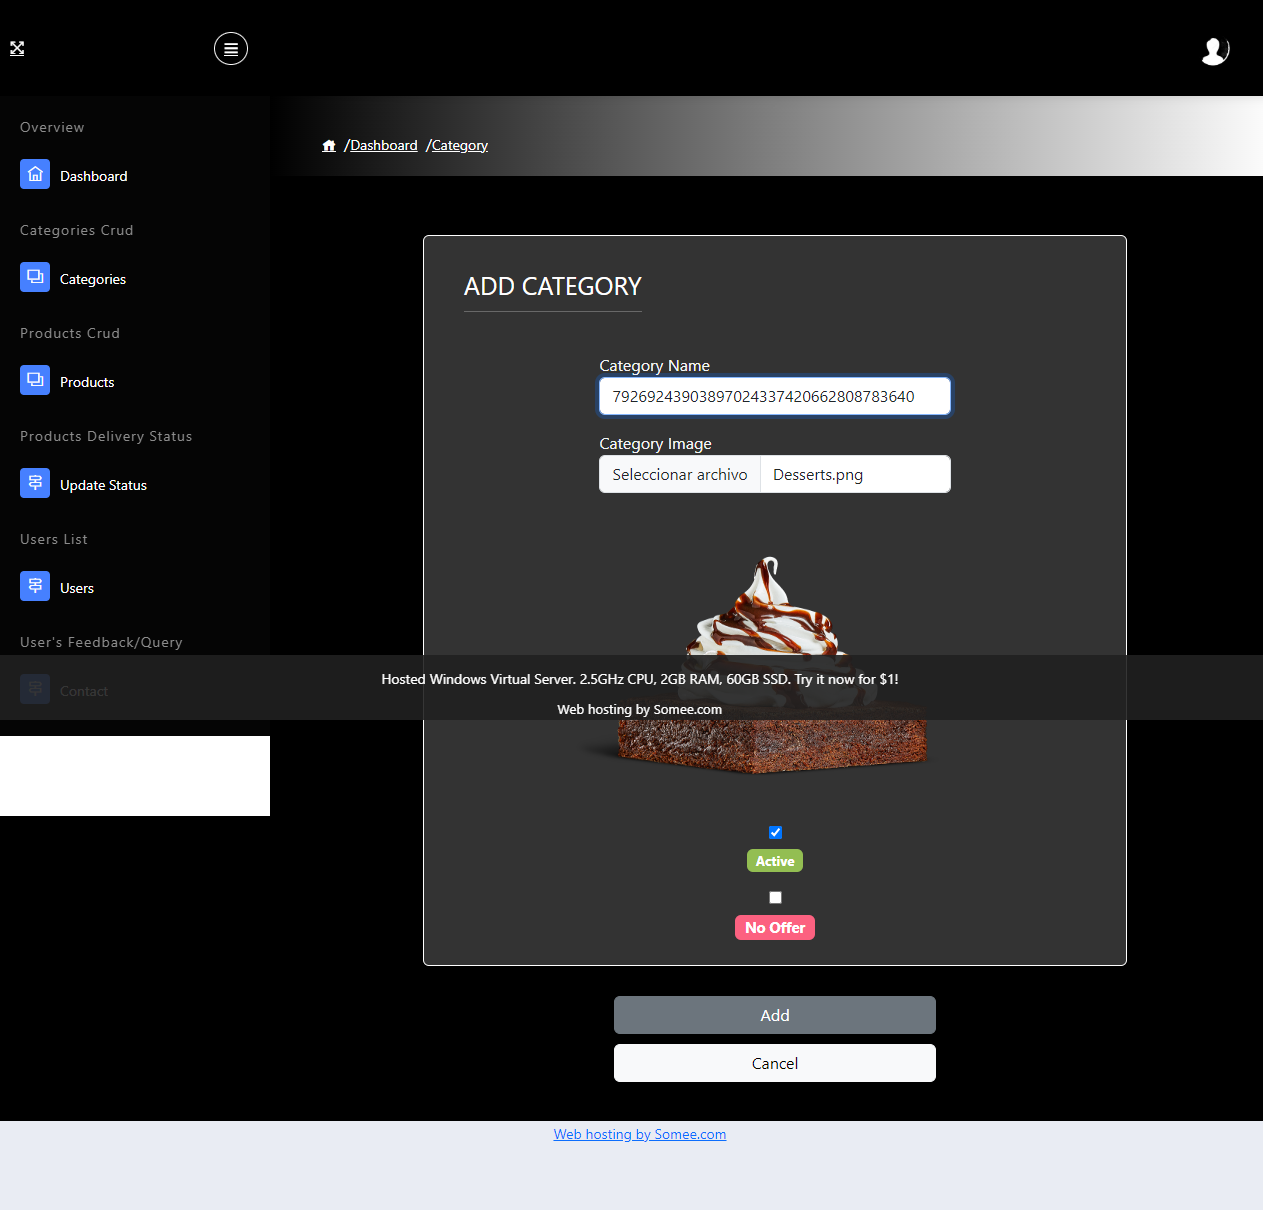 /Dashboard /Category
Overview
Dashboard
Categories Crud
Categories
Products Crud
Products
Products Delivery Status
Update Status
Users List
Users
User's Feedback/Query
Contact
ADD CATEGORY
Category Name
79269243903897024337420662808783640
Category Image
Seleccionar archivo Desserts.png
Hosted Windows Virtual Server. 2.5GHz CPU, 2GB RAM, 60GB SSD. Try it now for $1!
Web hosting by Somee.com
Active
No Offer
Add
Cancel
Web hosting by Somee.com